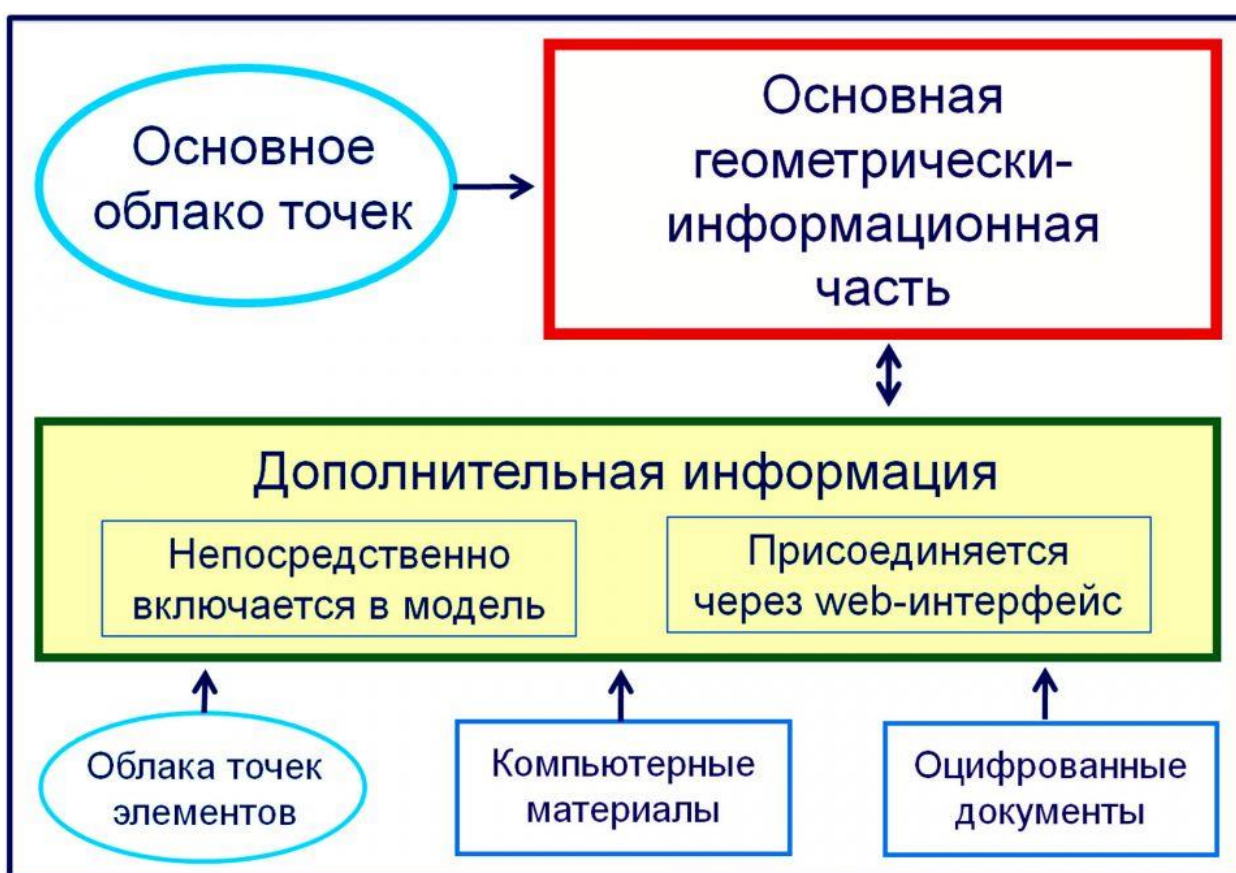 Основное
облако точек
Основная
геометрически-
информационная
часть
Дополнительная информация
Непосредственно
включается в модель
Присоединяется
через web-интерфейс
Облака точек
элементов
Компьютерные
материалы
Оцифрованные
документы